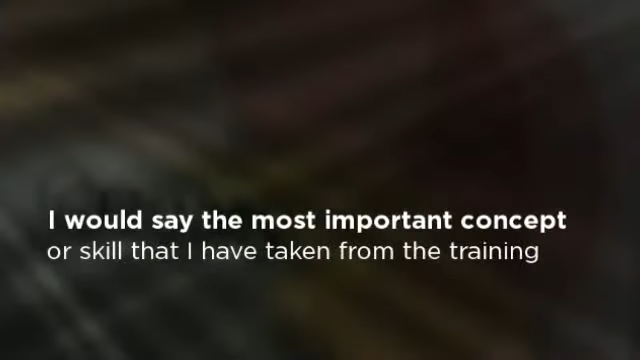 I would say the most important concept
or skill that I have taken from the training